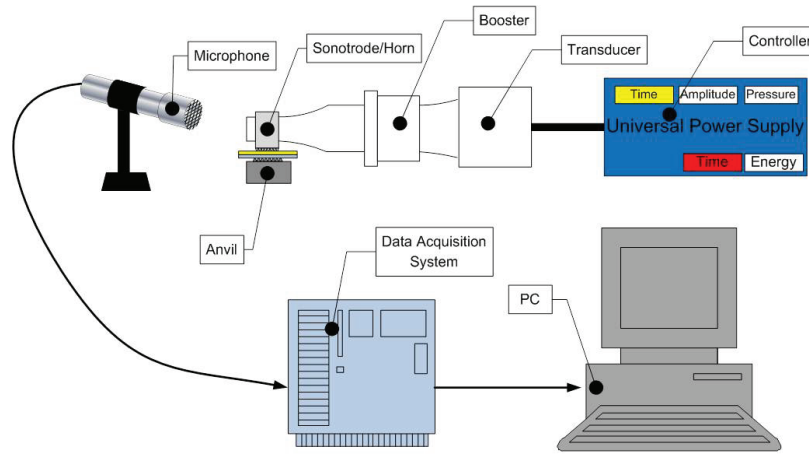 Booster
Sonotrode/Horn
Transducer
Controller
Microphone
Time
Amplitude
Pressure
Universal Power Supply
Time
Energy
Anvil
Data Acquisition
System
PC